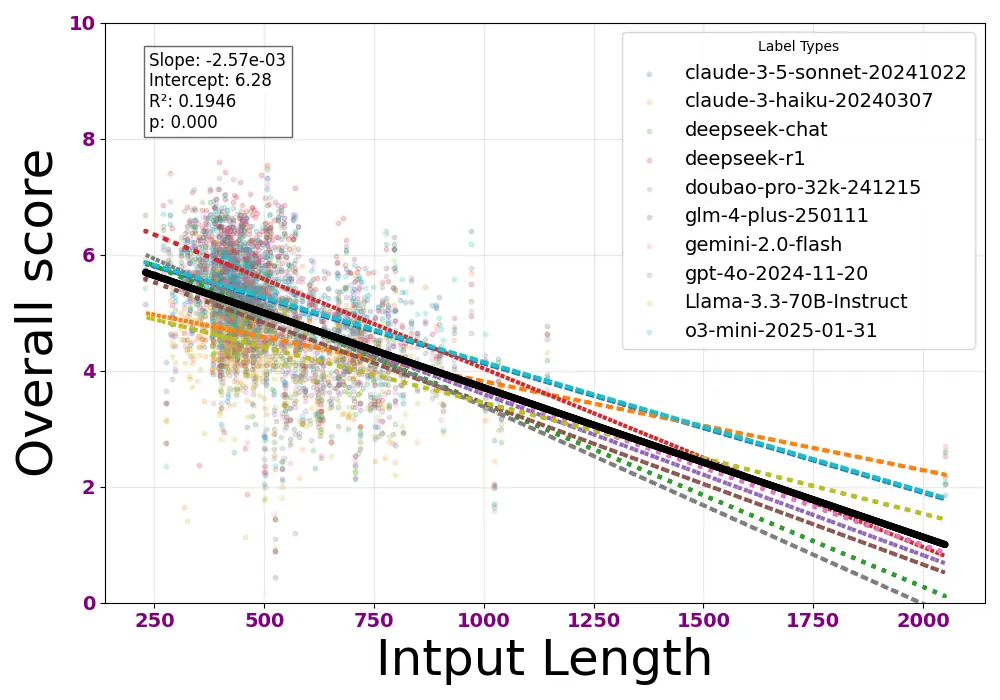 Overall score
10
8
6
4
2
0
Slope: -2.57e-03
Intercept: 6.28
R²: 0.1946
p: 0.000
Label Types
claude-3-5-sonnet-20241022
claude-3-haiku-20240307
deepseek-chat
deepseek-r1
doubao-pro-32k-241215
glm-4-plus-250111
gemini-2.0-flash
gpt-4o-2024-11-20
Llama-3.3-70B-Instruct
o3-mini-2025-01-31
250 500 750 1000 1250 1500 1750 2000
Intput Length